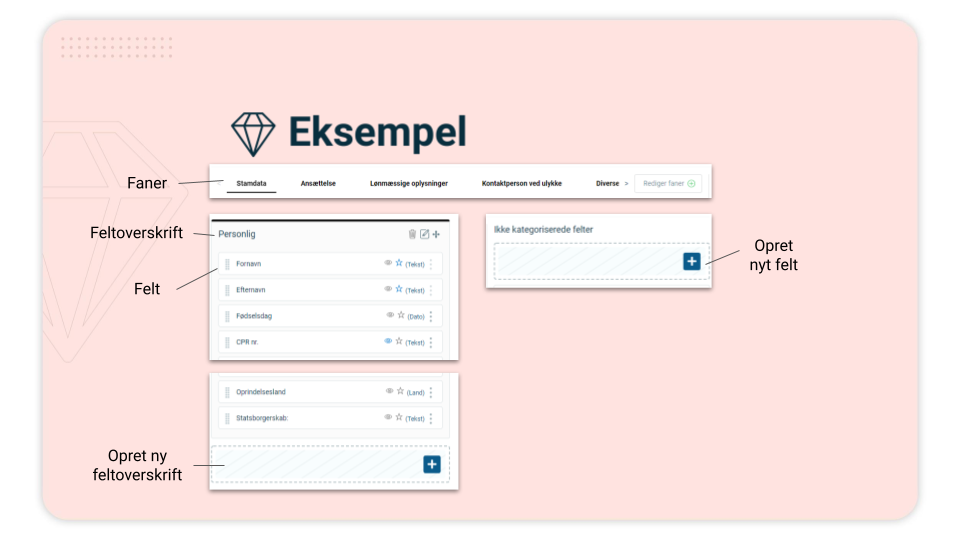 Eksempel
Faner
Stamdata Ansættelse Lønmæssige oplysninger Kontaktperson ved ulykke Diverse > Rediger faner
Feltoverskrift
Personlig
Felt
Fornavn (Tekst)
Efternavn (Tekst)
Fødselsdag (Dato)
CPR nr. (Tekst)
Oprindelsesland (Land)
Statsborgerskab: (Tekst)
Opret ny
feltoverskrift
Ikke kategoriserede felter
Opret
nyt felt